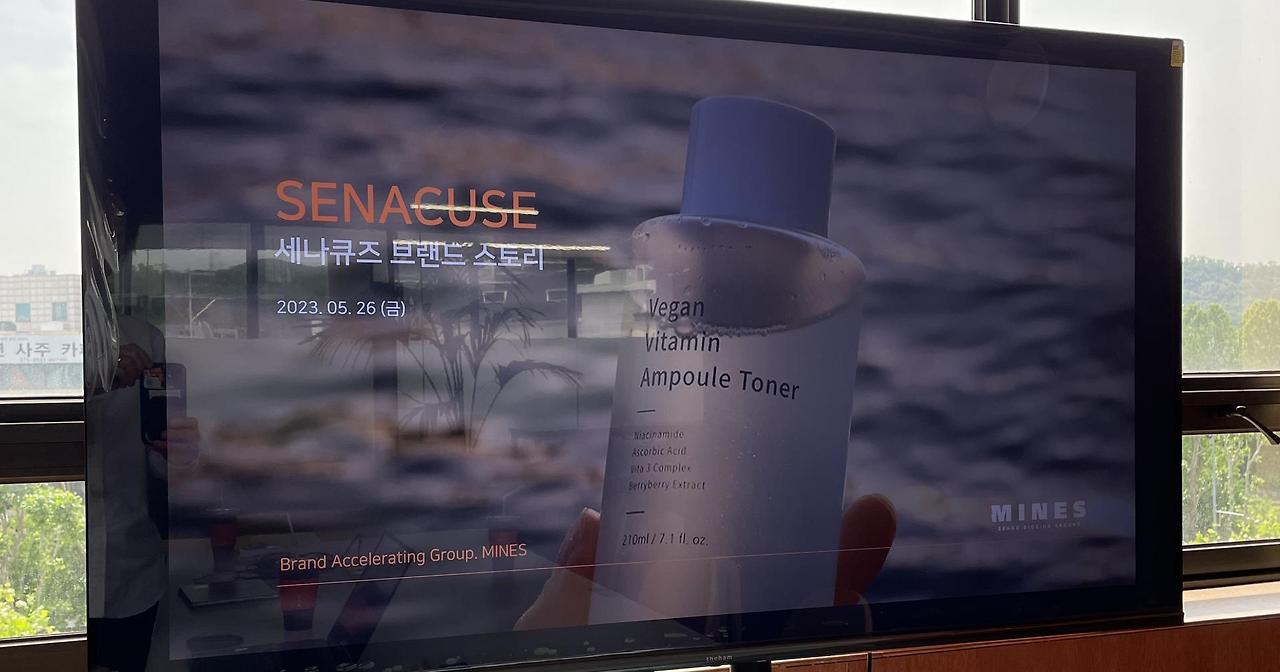 SENACUSE
세나큐즈 브랜드 스토리
2023. 05. 26 (금)
Vegan
Vitamin
Ampoule Toner
Niacinamide
Ascorbic Acid
Vita 3 Complex
Berryberry Extract
210ml / 7.1 fl. oz.
사주
MINES
Brand Accelerating Group. MINES
theham